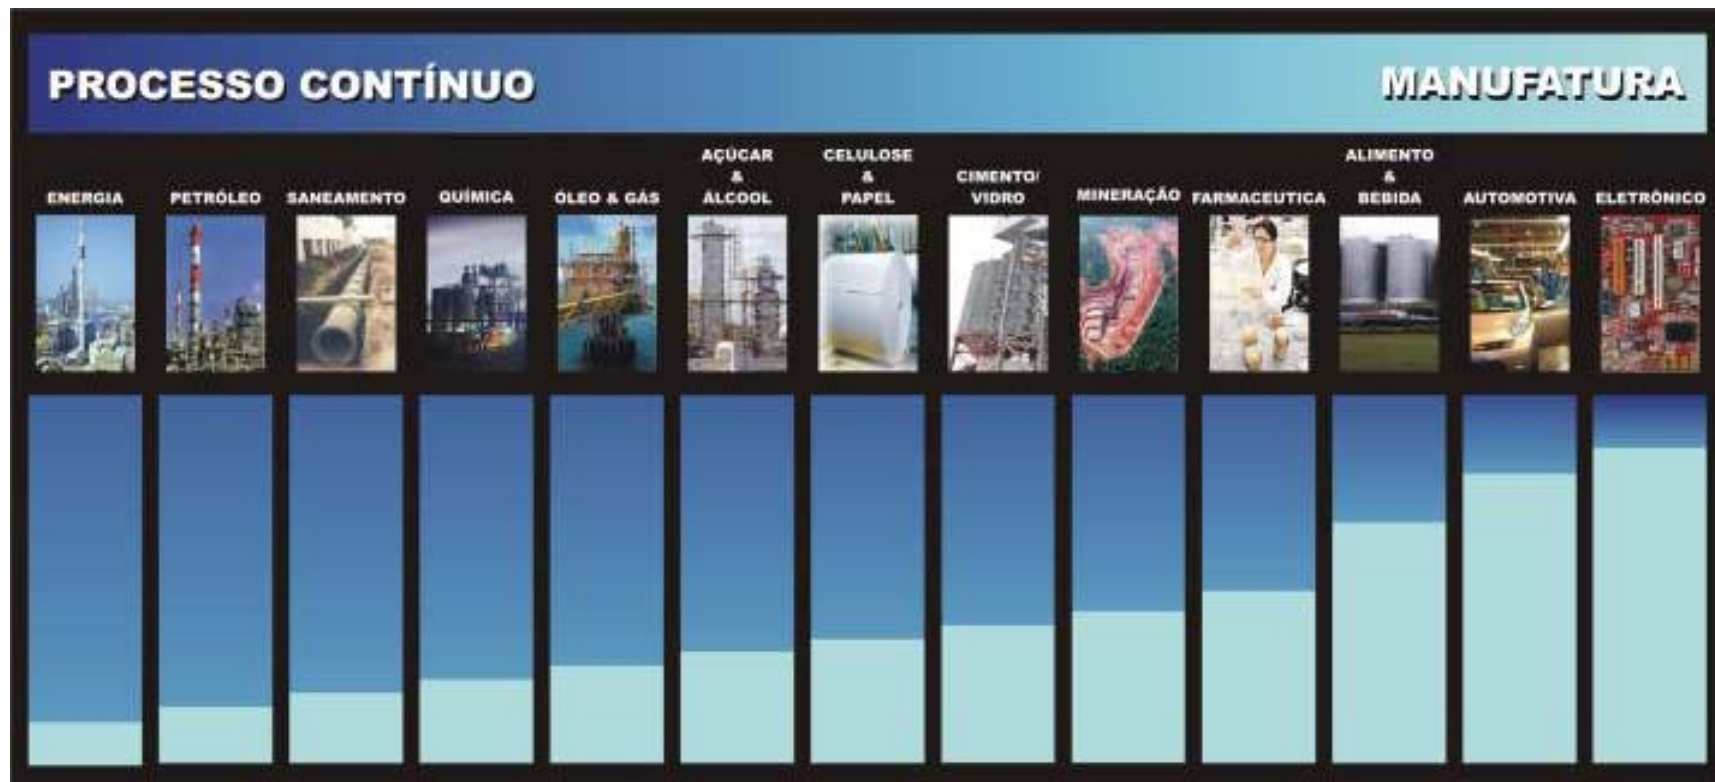 PROCESSO CONTÍNUO
MANUFATURA
ENERGIA
PETRÓLEO
SANEAMENTO
QUÍMICA
ÓLEO & GÁS
AÇÚCAR
&
ÁLCOOL
CELULOSE
&
PAPEL
CIMENTO/
VIDRO
MINERAÇÃO
FARMACEUTICA
ALIMENTO
&
BEBIDA
AUTOMOTIVA
ELETRÔNICO